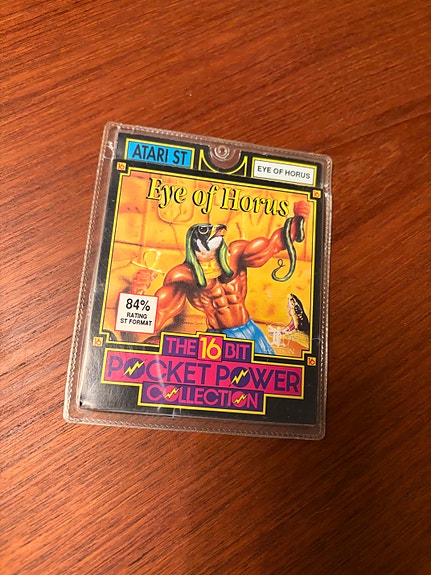 ATARI ST
EYE OF HORUS
Eye of Horus
84%
RATING
ST FORMAT
THE 16 BIT
POCKET POWER
COLLECTION